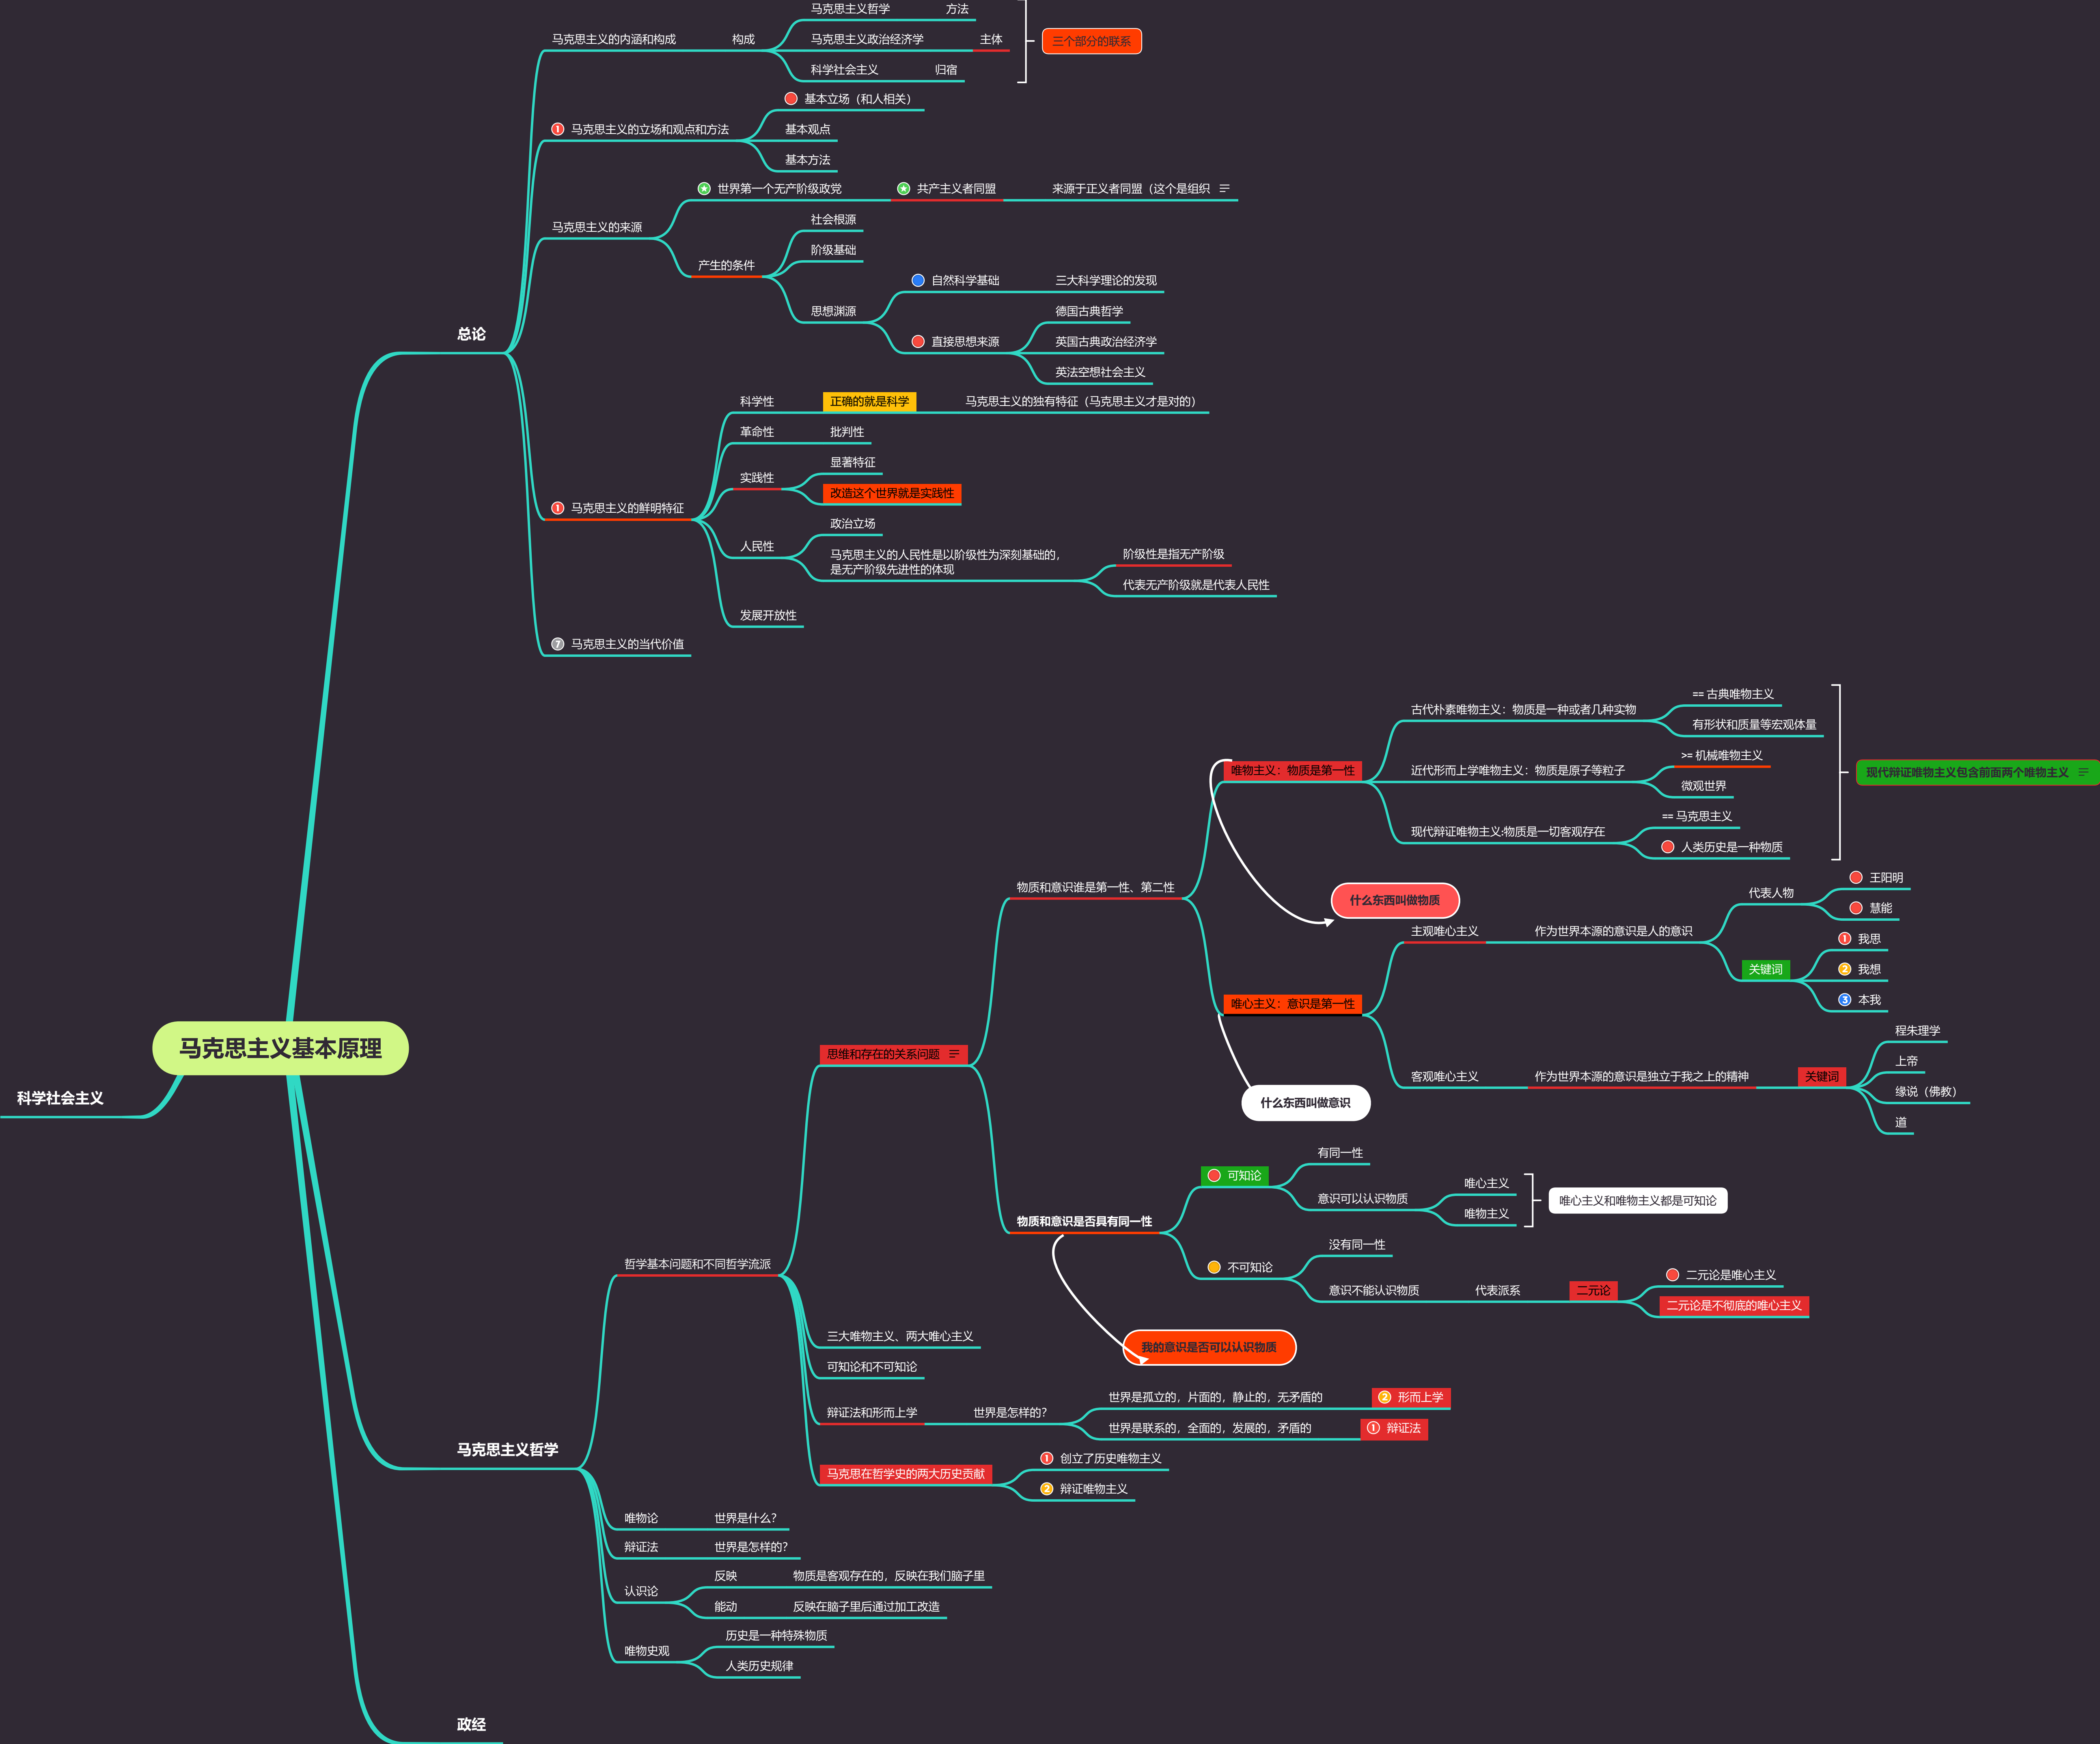 马克思主义基本原理
总论
马克思主义的内涵和构成
构成
马克思主义哲学
方法
马克思主义政治经济学
主体
科学社会主义
归宿
三个部分的联系
1
马克思主义的立场和观点和方法
基本立场（和人相关）
基本观点
基本方法
马克思主义的来源
世界第一个无产阶级政党
共产主义者同盟
来源于正义者同盟（这个是组织
产生的条件
社会根源
阶级基础
思想渊源
自然科学基础
三大科学理论的发现
直接思想来源
德国古典哲学
英国古典政治经济学
英法空想社会主义
1
马克思主义的鲜明特征
科学性
正确的就是科学
马克思主义的独有特征（马克思主义才是对的）
革命性
批判性
实践性
显著特征
改造这个世界就是实践性
人民性
政治立场
马克思主义的人民性是以阶级性为深刻基础的，
是无产阶级先进性的体现
阶级性是指无产阶级
代表无产阶级就是代表人民性
发展开放性
7
马克思主义的当代价值
马克思主义哲学
哲学基本问题和不同哲学流派
思维和存在的关系问题
物质和意识谁是第一性、第二性
唯物主义：物质是第一性
古代朴素唯物主义：物质是一种或者几种实物
== 古典唯物主义
有形状和质量等宏观体量
近代形而上学唯物主义：物质是原子等粒子
>= 机械唯物主义
微观世界
现代辩证唯物主义:物质是一切客观存在
== 马克思主义
人类历史是一种物质
现代辩证唯物主义包含前面两个唯物主义
什么东西叫做物质
唯心主义：意识是第一性
主观唯心主义
作为世界本源的意识是人的意识
代表人物
王阳明
慧能
关键词
1
我思
2
我想
3
本我
客观唯心主义
作为世界本源的意识是独立于我之上的精神
关键词
程朱理学
上帝
缘说（佛教）
道
什么东西叫做意识
物质和意识是否具有同一性
可知论
有同一性
意识可以认识物质
唯心主义
唯物主义
唯心主义和唯物主义都是可知论
不可知论
没有同一性
意识不能认识物质
代表派系
二元论
二元论是唯心主义
二元论是不彻底的唯心主义
我的意识是否可以认识物质
三大唯物主义、两大唯心主义
可知论和不可知论
辩证法和形而上学
世界是怎样的？
世界是孤立的，片面的，静止的，无矛盾的
2
形而上学
世界是联系的，全面的，发展的，矛盾的
1
辩证法
马克思在哲学史的两大历史贡献
1
创立了历史唯物主义
2
辩证唯物主义
唯物论
世界是什么？
辩证法
世界是怎样的？
认识论
反映
物质是客观存在的，反映在我们脑子里
能动
反映在脑子里后通过加工改造
唯物史观
历史是一种特殊物质
人类历史规律
政经
科学社会主义